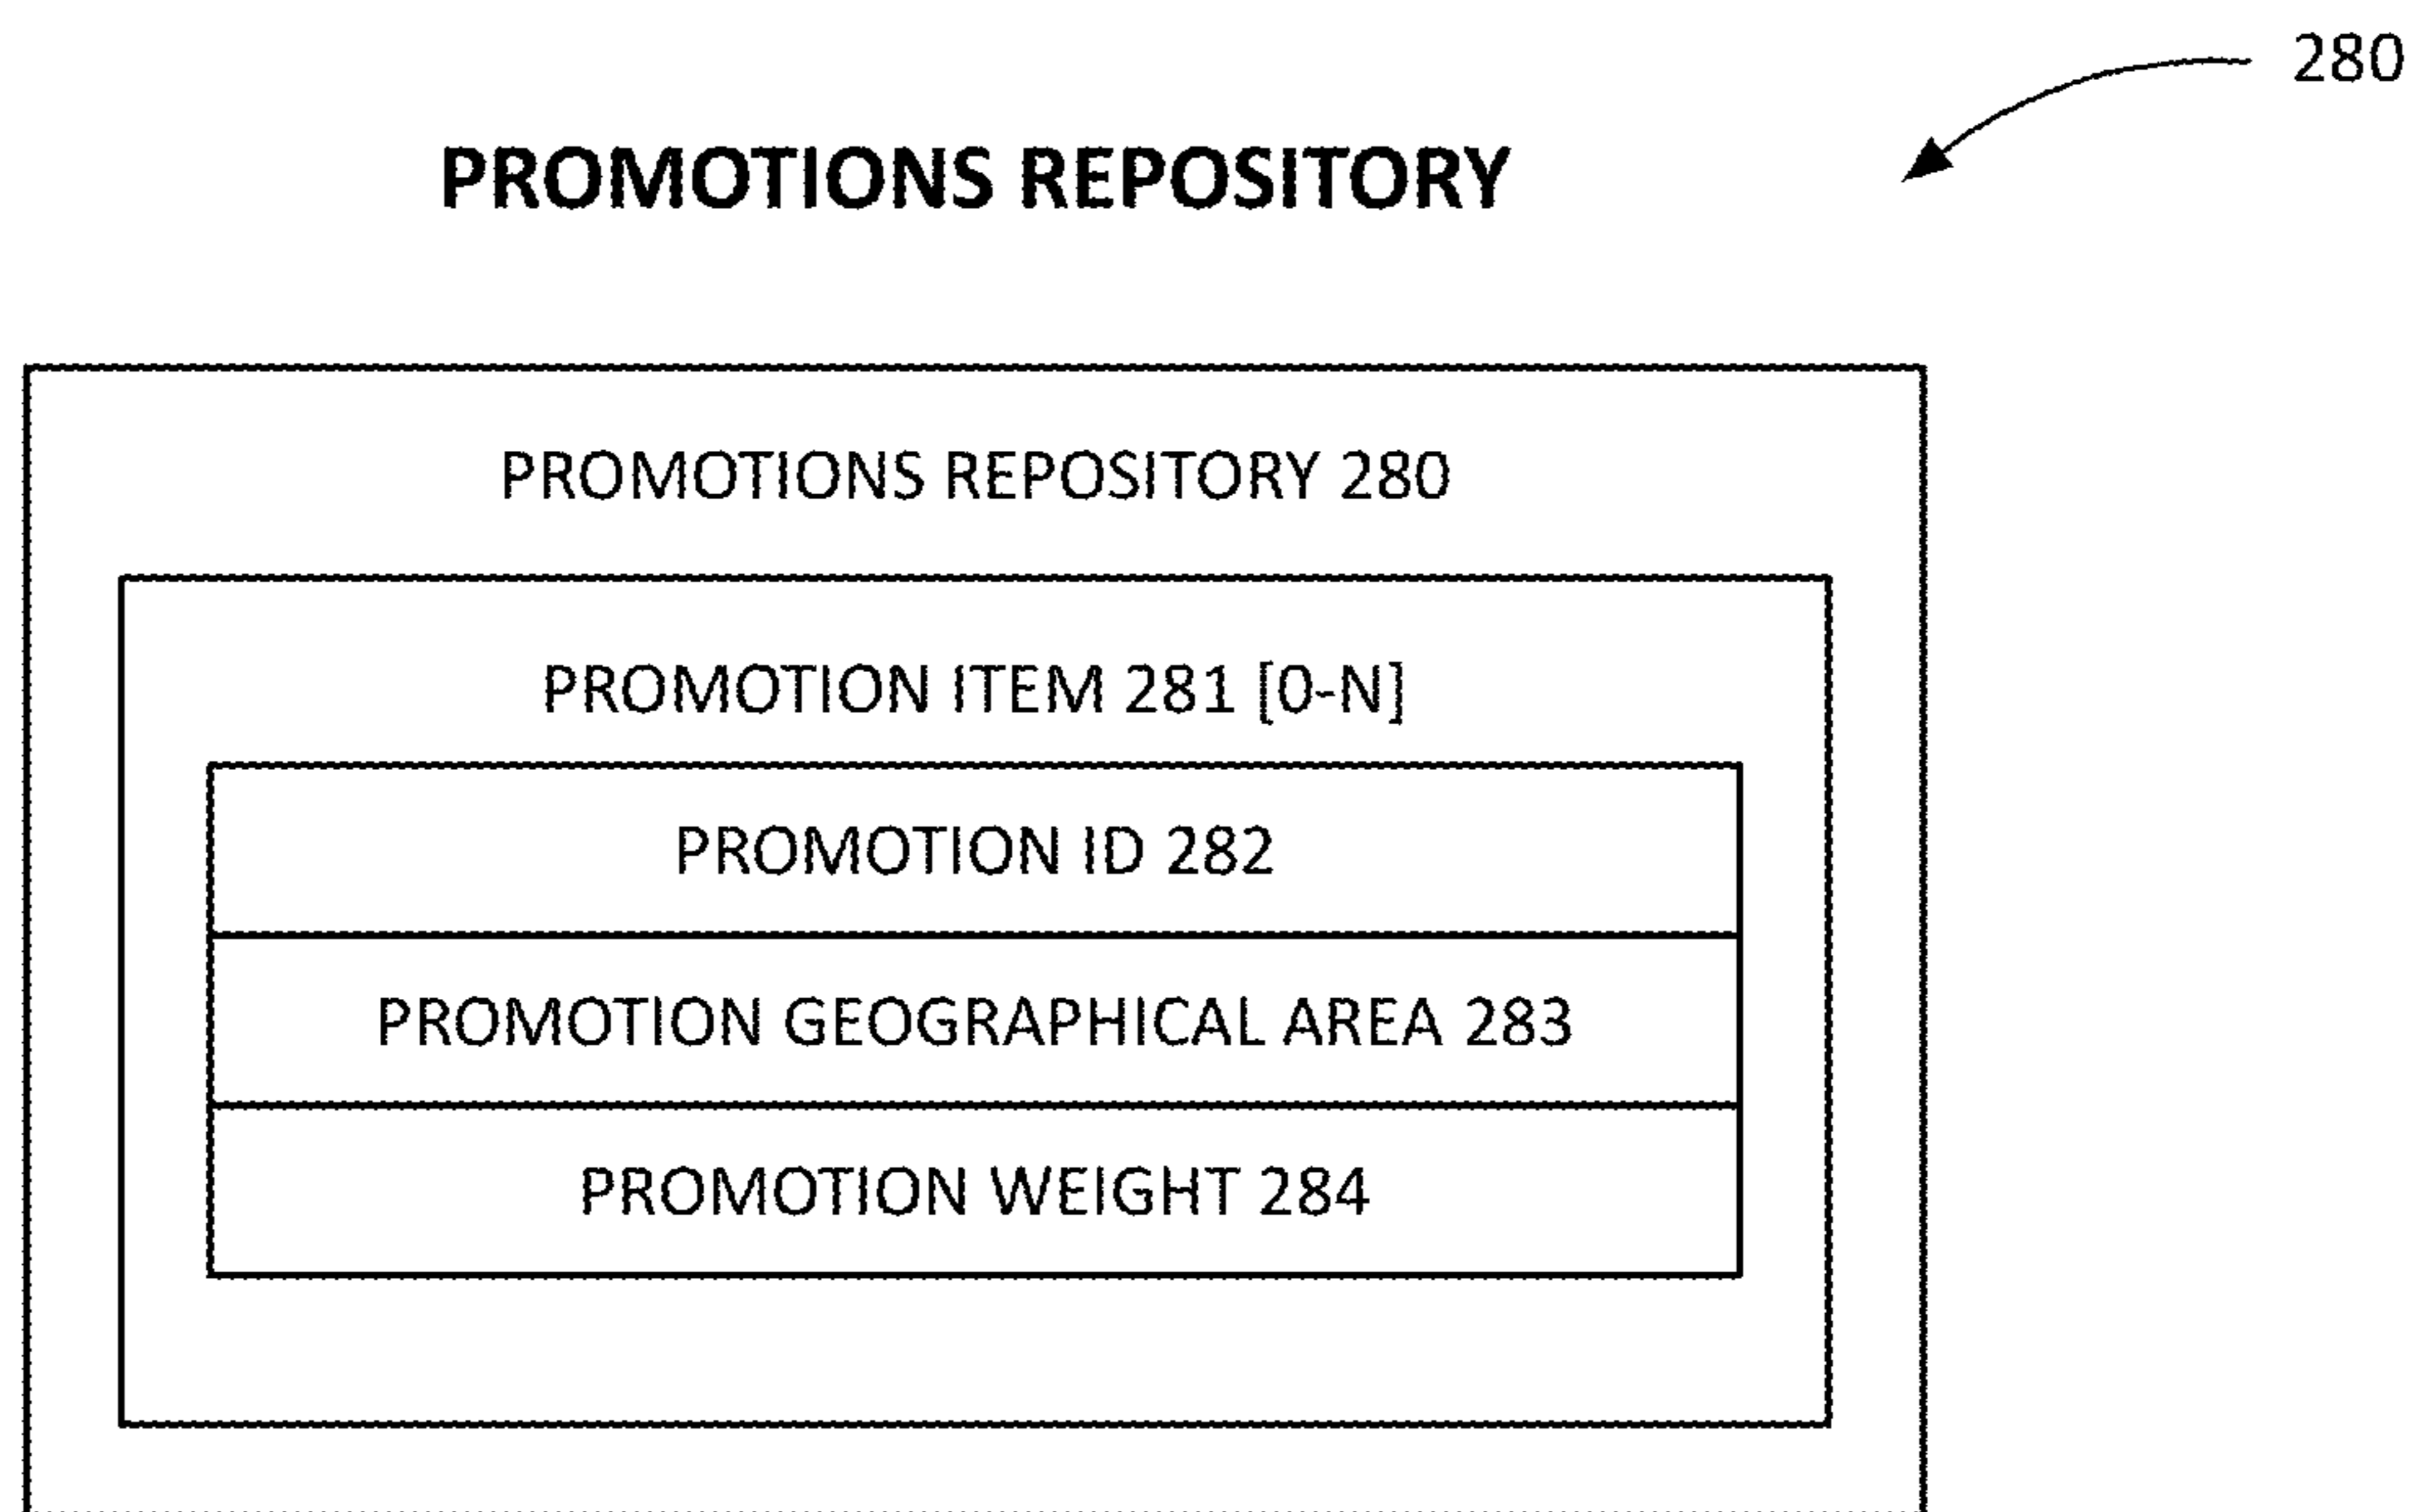 280
PROMOTIONS REPOSITORY
PROMOTIONS REPOSITORY 280
PROMOTION ITEM 281 [0-N]
PROMOTION ID 282
PROMOTION GEOGRAPHICAL AREA 283
PROMOTION WEIGHT 284